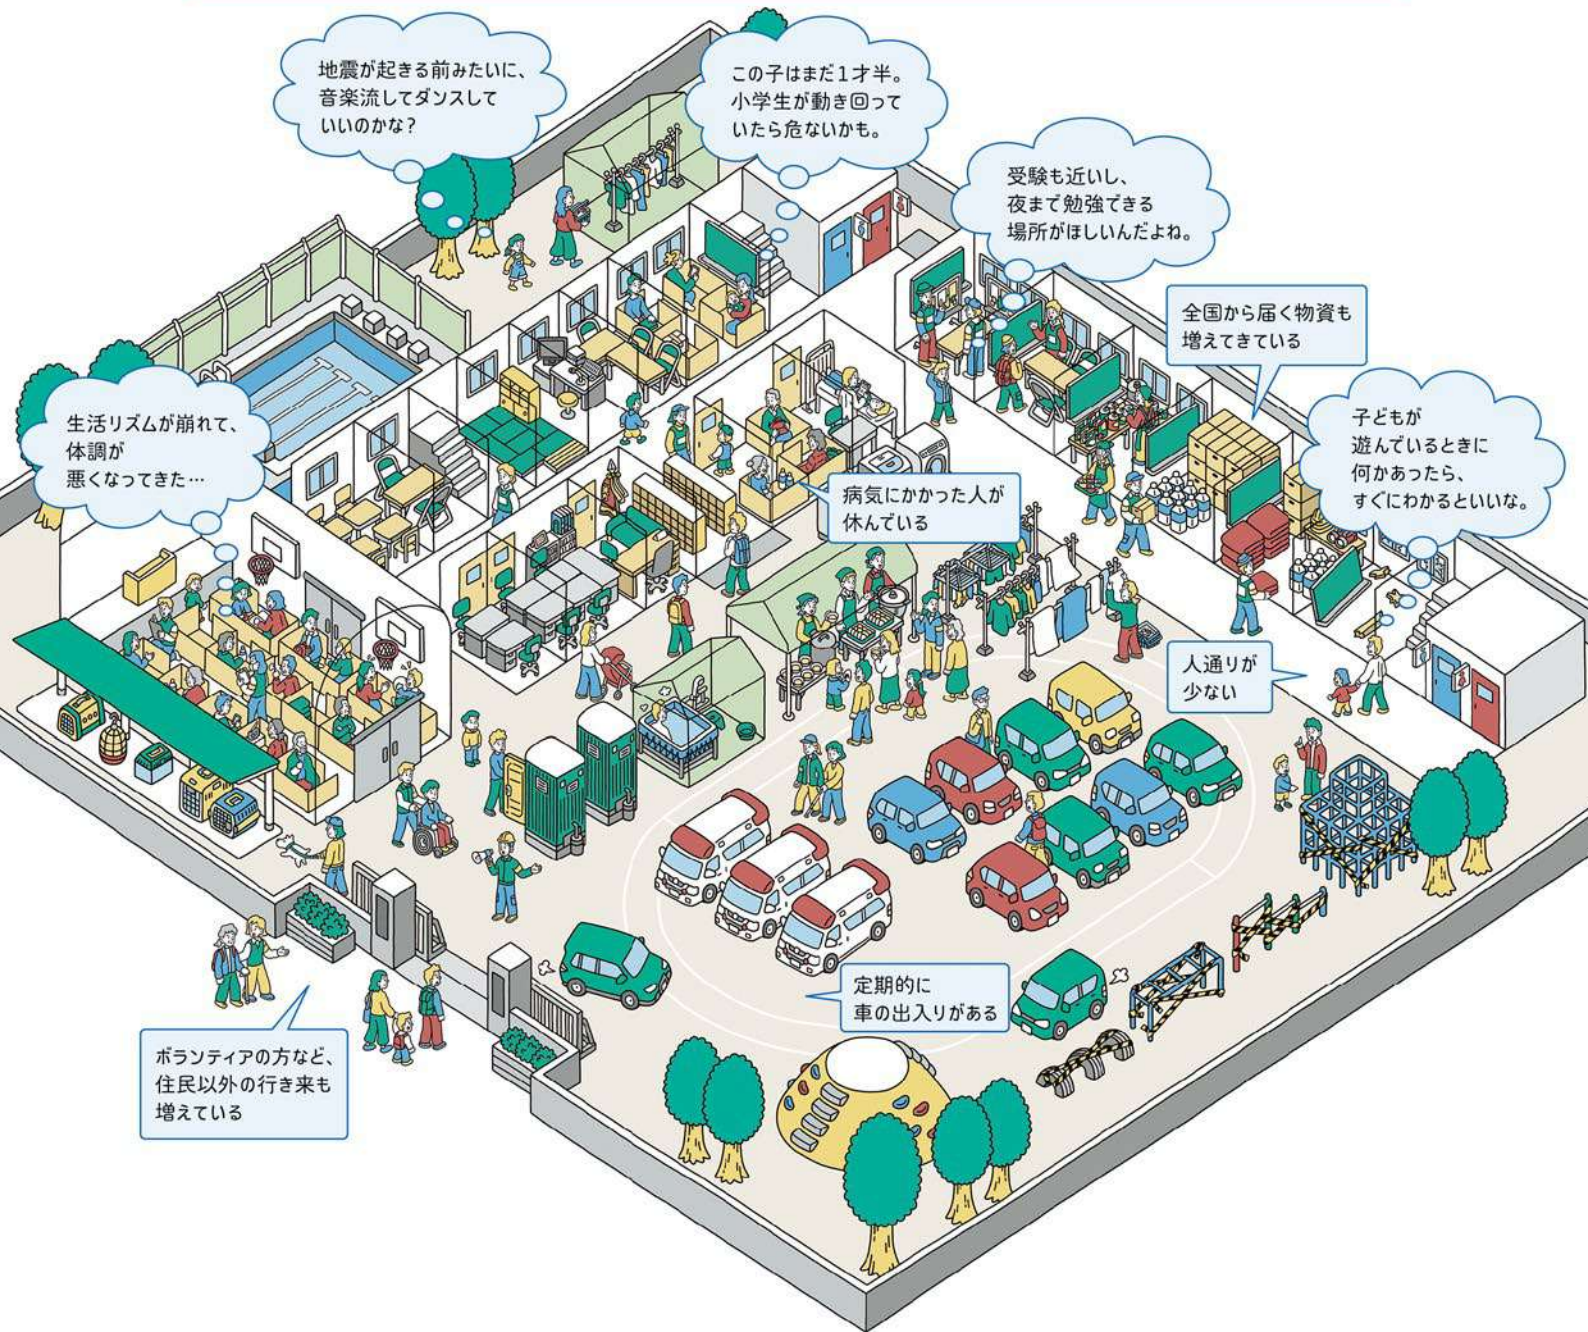 地震が起きる前みたいに、
音楽流してダンスして
いいのかな?
この子はまだ1才半。
小学生が動き回って
いたら危ないかも。
受験も近いし、
夜まで勉強できる
場所がほしいんだよね。
全国から届く物資も
増えてきている
子どもが
遊んでいるときに
何かあったら、
すぐにわかるといいな。
生活リズムが崩れて、
体調が
悪くなってきた…
病気にかかった人が
休んでいる
人通りが
少ない
定期的に
車の出入りがある
ボランティアの方など、
住民以外の行き来も
増えている